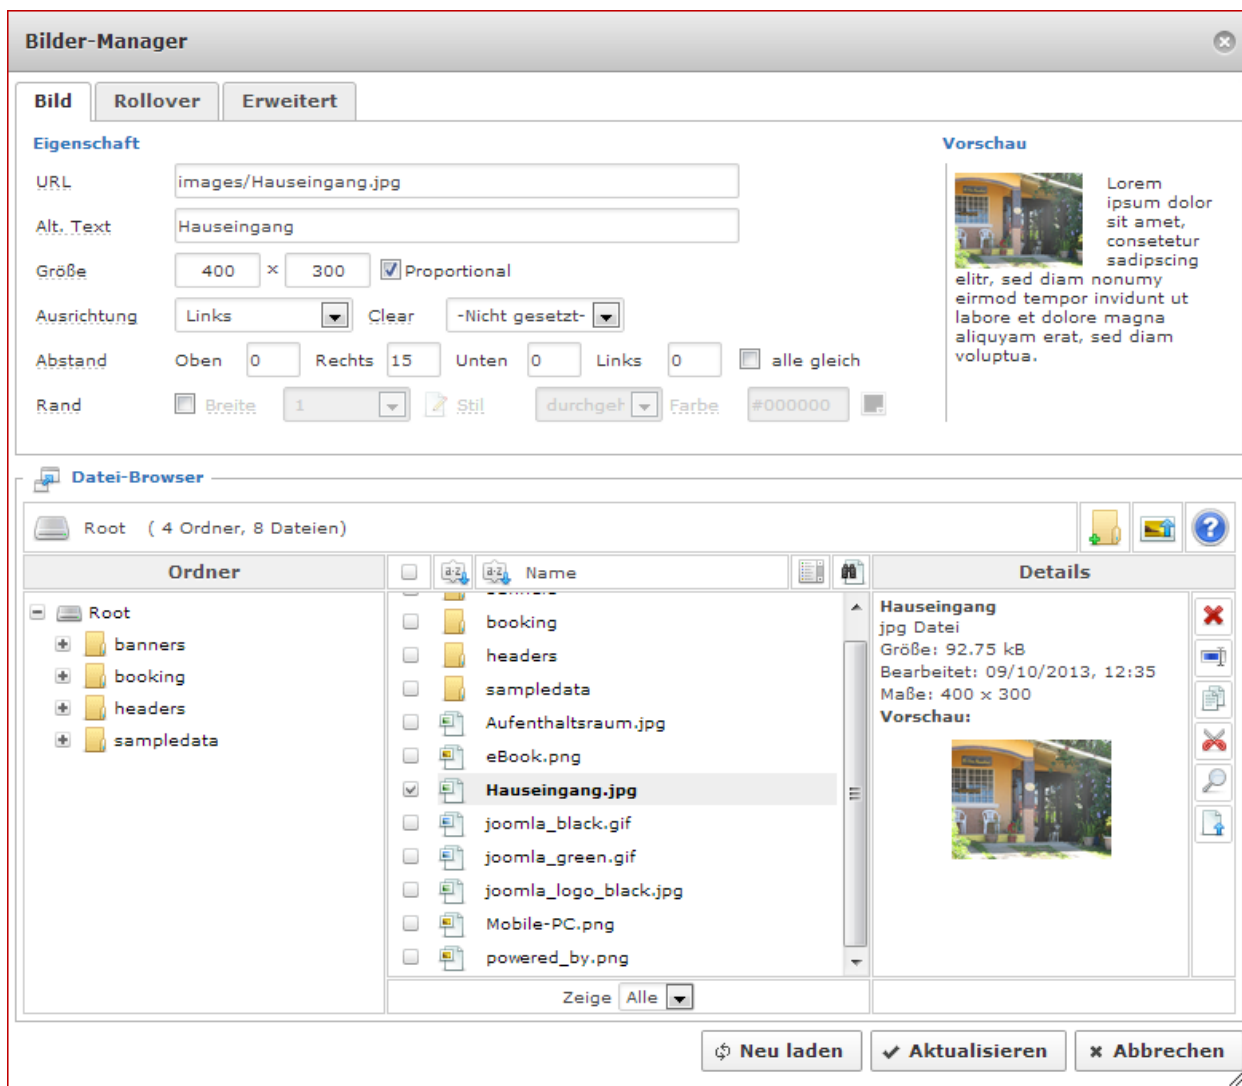 Bilder-Manager
Bild Rollover Erweitert
Eigenschaft
URL images/Hauseingang.jpg
Alt. Text Hauseingang
Größe 400 × 300 Proportional
Ausrichtung Links Clear -Nicht gesetzt-
Abstand Oben 0 Rechts 15 Unten 0 Links 0 alle gleich
Rand Breite 1 Stil durchgeh Farbe #000000
Vorschau
Lorem
ipsum dolor
sit amet,
consetetur
sadipscing
elitr, sed diam nonumy
eirmod tempor invidunt ut
labore et dolore magna
aliquyam erat, sed diam
voluptua.
Datei-Browser
Root ( 4 Ordner, 8 Dateien)
Ordner
Root
banners
booking
headers
sampledata
a-z a-z Name
banners
booking
headers
sampledata
Aufenthaltsraum.jpg
eBook.png
Hauseingang.jpg
joomla_black.gif
joomla_green.gif
joomla_logo_black.jpg
Mobile-PC.png
powered_by.png
Zeige Alle
Details
Hauseingang
jpg Datei
Größe: 92.75 kB
Bearbeitet: 09/10/2013, 12:35
Maße: 400 x 300
Vorschau:
Neu laden Aktualisieren Abbrechen